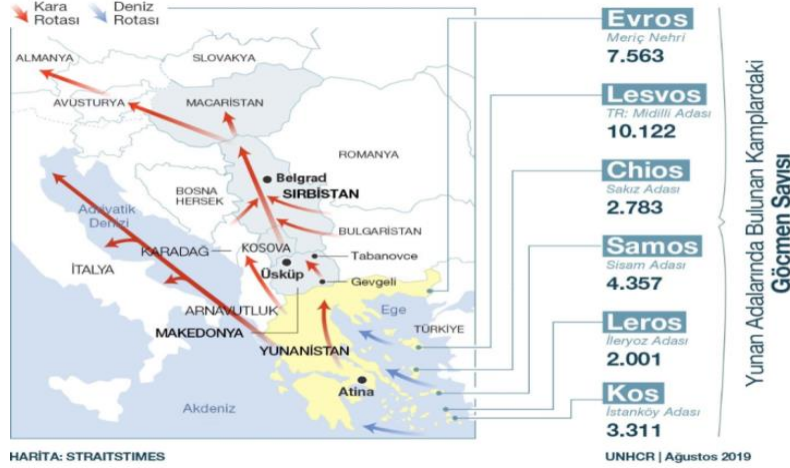 Kara
Rotası
Deniz
Rotası
ALMANYA
SLOVAKYA
AVUSTURYA
MACARİSTAN
ROMANYA
Belgrad
SIRBİSTAN
BOSNA
HERSEK
Adriyatik
Denizi
BULGARİSTAN
KARADAĞ
KOSOVA
Tabanovce
İTALYA
Üsküp
Gevgeli
ARNAVUTLUK
Ege
MAKEDONYA
TÜRKİYE
YUNANİSTAN
Atina
Akdeniz
Evros
Meriç Nehri
7.563
Lesvos
TR: Midilli Adası
10.122
Chios
Sakız Adası
2.783
Samos
Sisam Adası
4.357
Leros
İleryoz Adası
2.001
Kos
İstanköy Adası
3.311
Yunan Adalarında Bulunan Kamplardaki
Göçmen Sayısı
HARİTA: STRAITSTIMES
UNHCR | Ağustos 2019